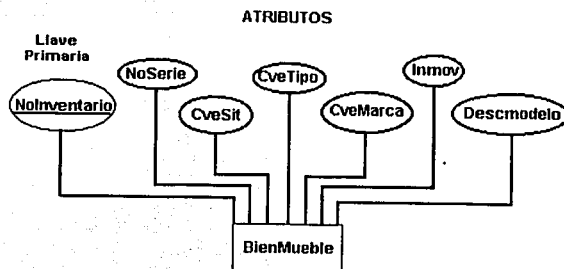 ATRIBUTOS
Llave
Primaria
NoInventario
NoSerie
CveSit
CveTipo
CveMarca
Inmov
Descmodelo
BienMueble